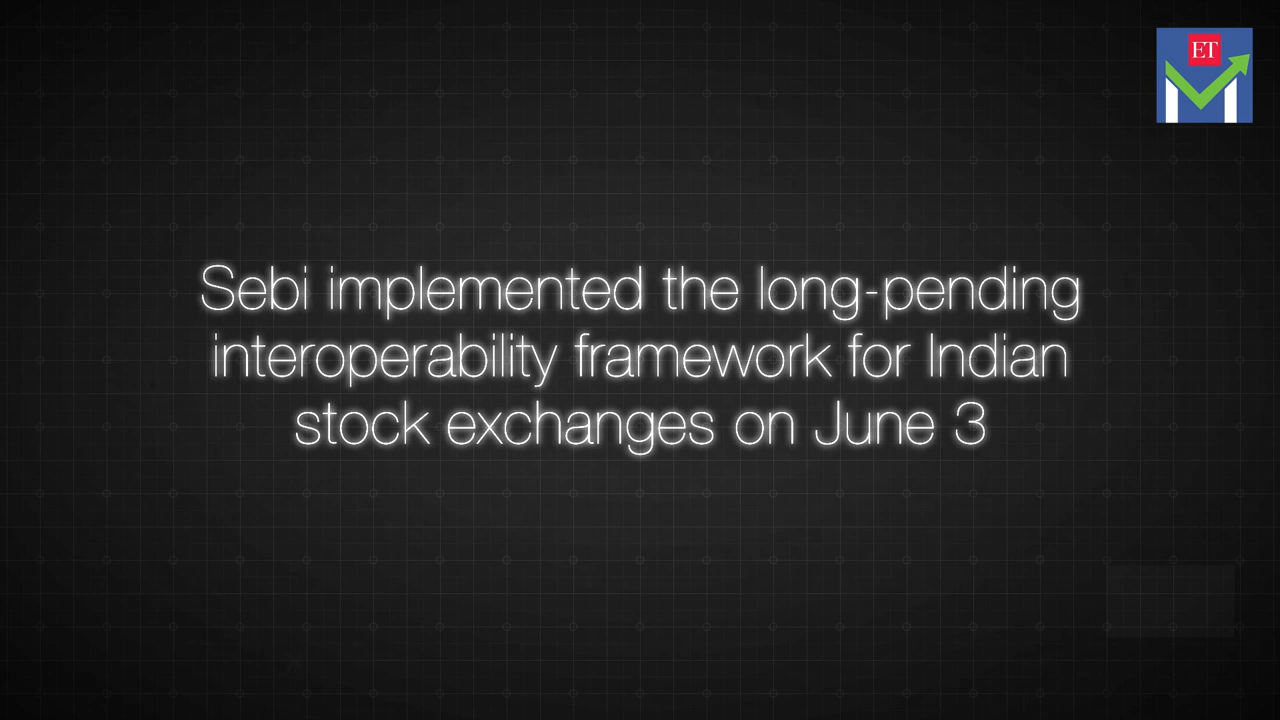 ET
Sebi implemented the long-pending
interoperability framework for Indian
stock exchanges on June 3